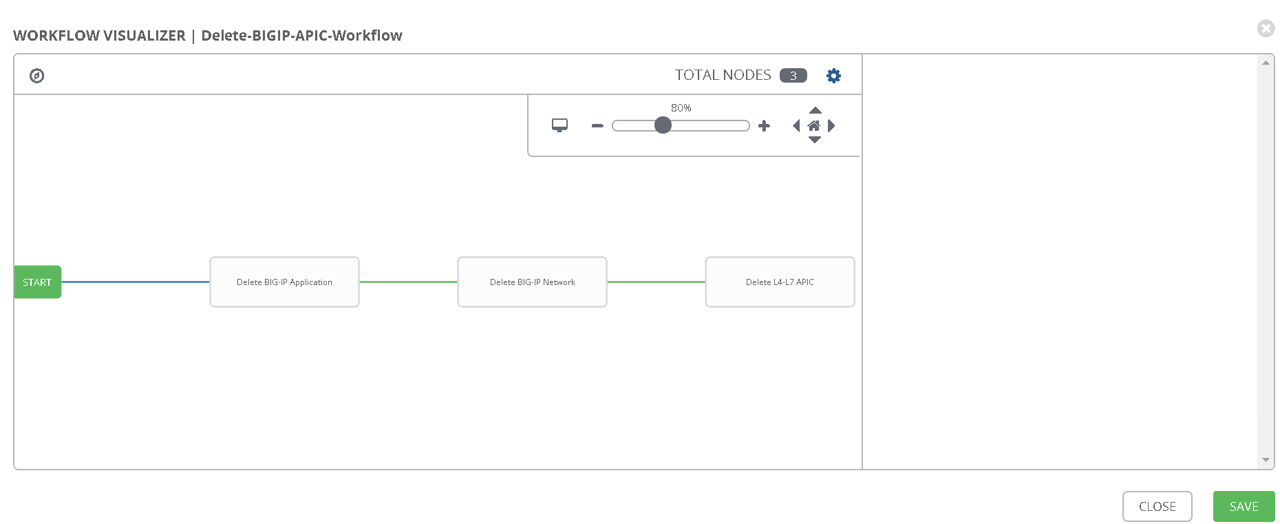 WORKFLOW VISUALIZER | Delete-BIGIP-APIC-Workflow
TOTAL NODES 3
80%
START
Delete BIG-IP Application
Delete BIG-IP Network
Delete L4-L7 APIC
CLOSE
SAVE